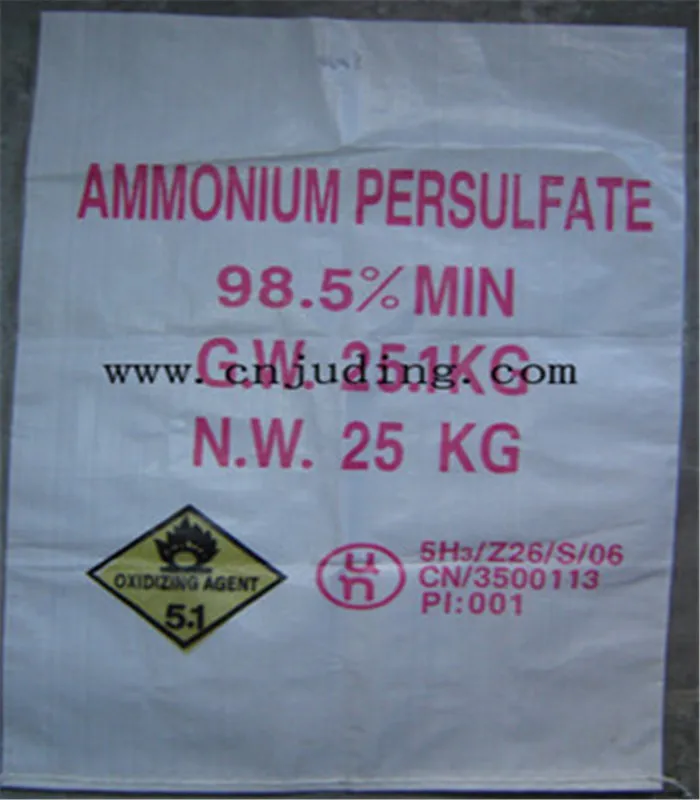 AMMONIUM PERSULFATE
98.5% MIN
G.W. 25.1KG
www.cnjuding.com
N.W. 25 KG
OXIDIZING AGENT
5.1
un
5H3/Z26/S/06
CN/3500113
PI:001